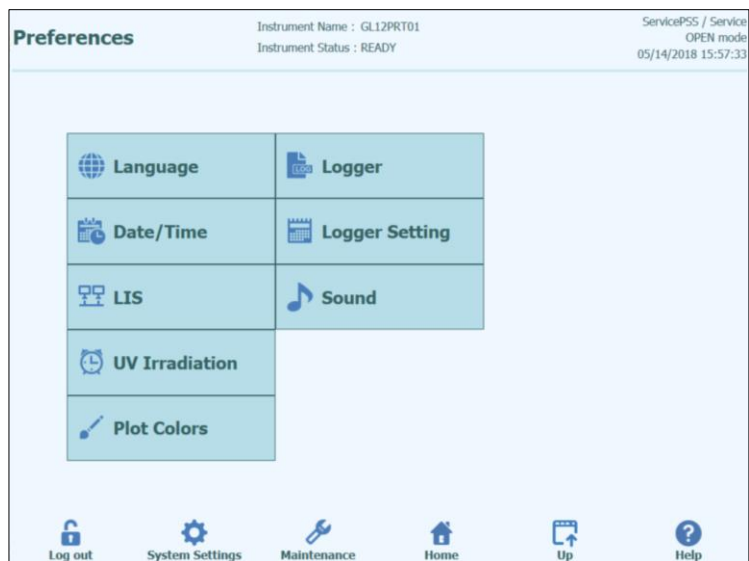 Preferences
Instrument Name : GL12PRT01
Instrument Status : READY
ServicePSS / Service
OPEN mode
05/14/2018 15:57:33
Language
Date/Time
LIS
UV Irradiation
Plot Colors
LOG
Logger
Logger Setting
Sound
Log out
System Settings
Maintenance
Home
Up
Help